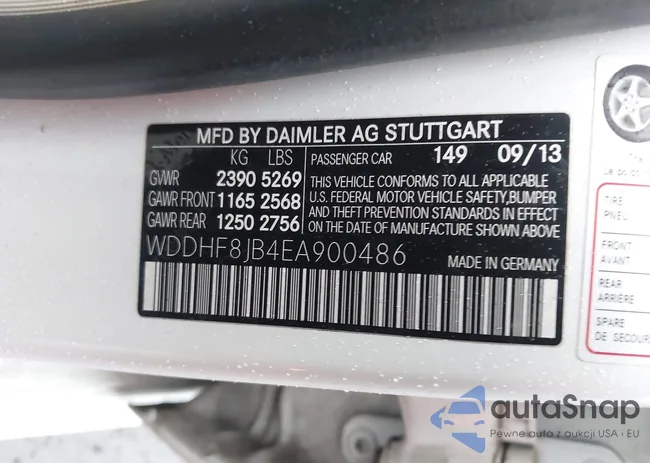 MFD BY DAIMLER AG STUTTGART
KG LBS
GVWR 2390 5269
GAWR FRONT 1165 2568
GAWR REAR 1250 2756
PASSENGER CAR 149 09/13
THIS VEHICLE CONFORMS TO ALL APPLICABLE
U.S. FEDERAL MOTOR VEHICLE SAFETY,BUMPER
AND THEFT PREVENTION STANDARDS IN EFFECT
ON THE DATE OF MANUFACTURE SHOWN ABOVE
WDDHF8JB4EA900486
MADE IN GERMANY
TIRE
PNEU
FRONT
AVANT
REAR
ARRIÈRE
SPARE
DE SECOURS
autoSnap
Pewne auto z aukcji USA i EU